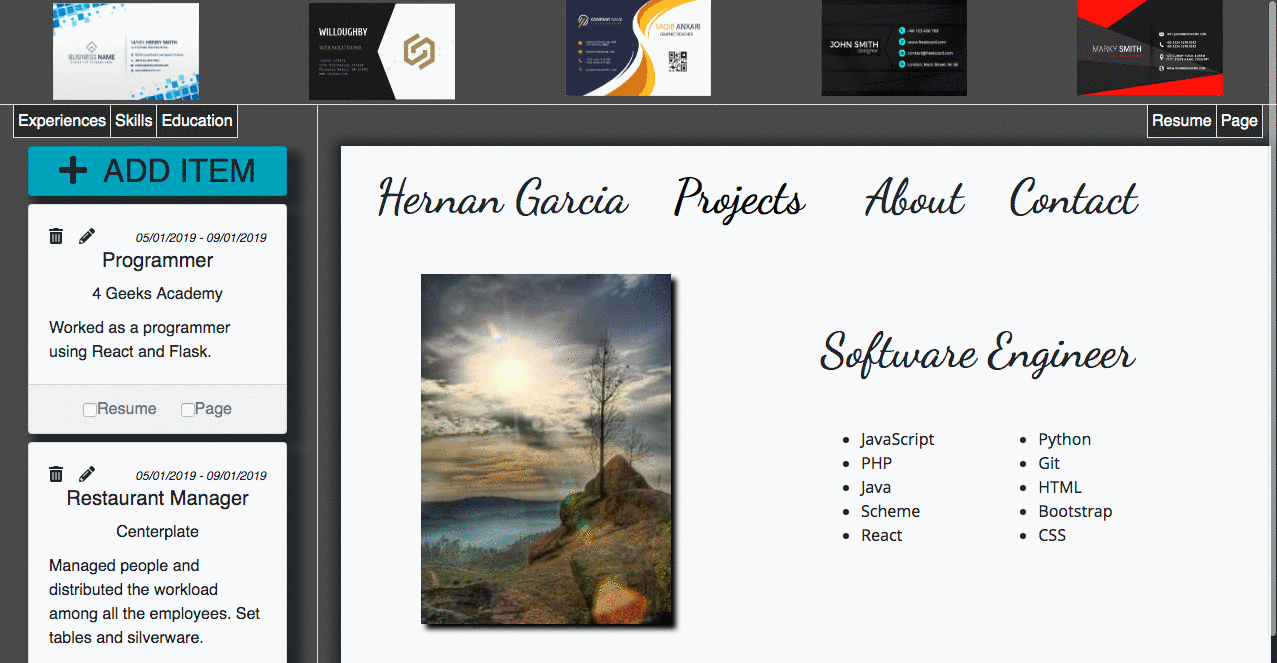 BUSINESS NAME
MARK HENRY SMITH
WILLOUGHBY
WEB SOLUTIONS
COMPANY NAME
SAQIB ANXARI
GRAPHIC DESIGNER
JOHN SMITH
Designer
MARKY SMITH
Experiences Skills Education
Resume Page
ADD ITEM
05/01/2019 - 09/01/2019
Programmer
4 Geeks Academy
Worked as a programmer
using React and Flask.
Resume Page
05/01/2019 - 09/01/2019
Restaurant Manager
Centerplate
Managed people and
distributed the workload
among all the employees. Set
tables and silverware.
Hernan Garcia Projects About Contact
Software Engineer
JavaScript
PHP
Java
Scheme
React
Python
Git
HTML
Bootstrap
CSS